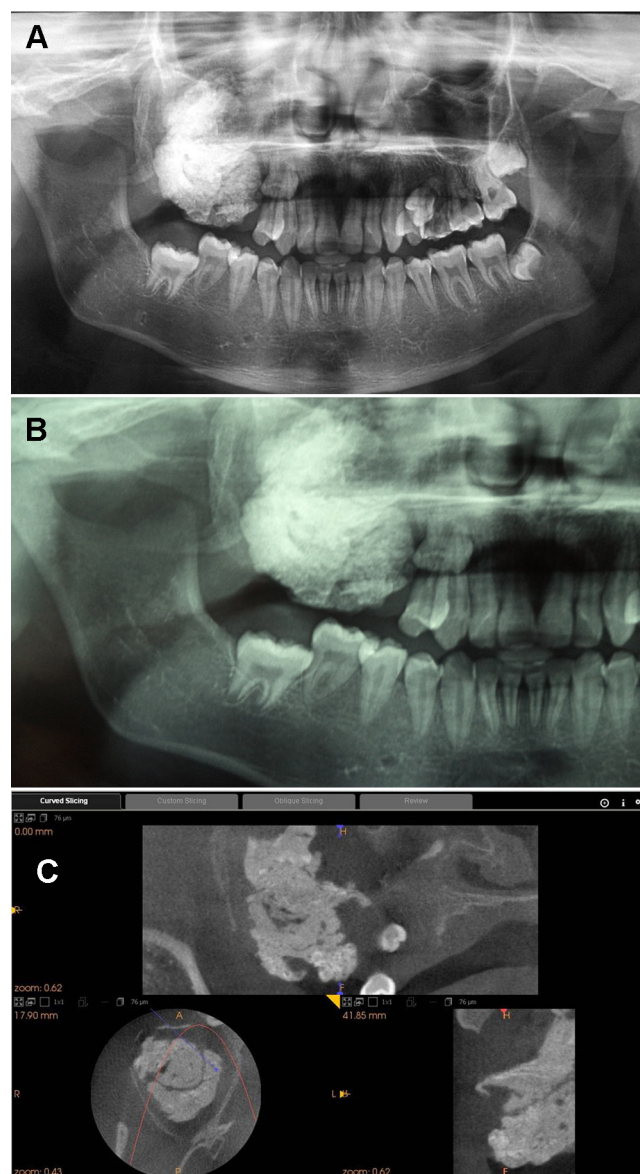 A
B
Curved Slicing Custom Slicing Oblique Slicing Review
76 µm
0.00 mm
H
C
R
zoom: 0.62
F
1x1 76 µm
1x1 76 µm
17.90 mm
A
41.85 mm
H
R
L
zoom: 0.43
P
zoom: 0.62
F